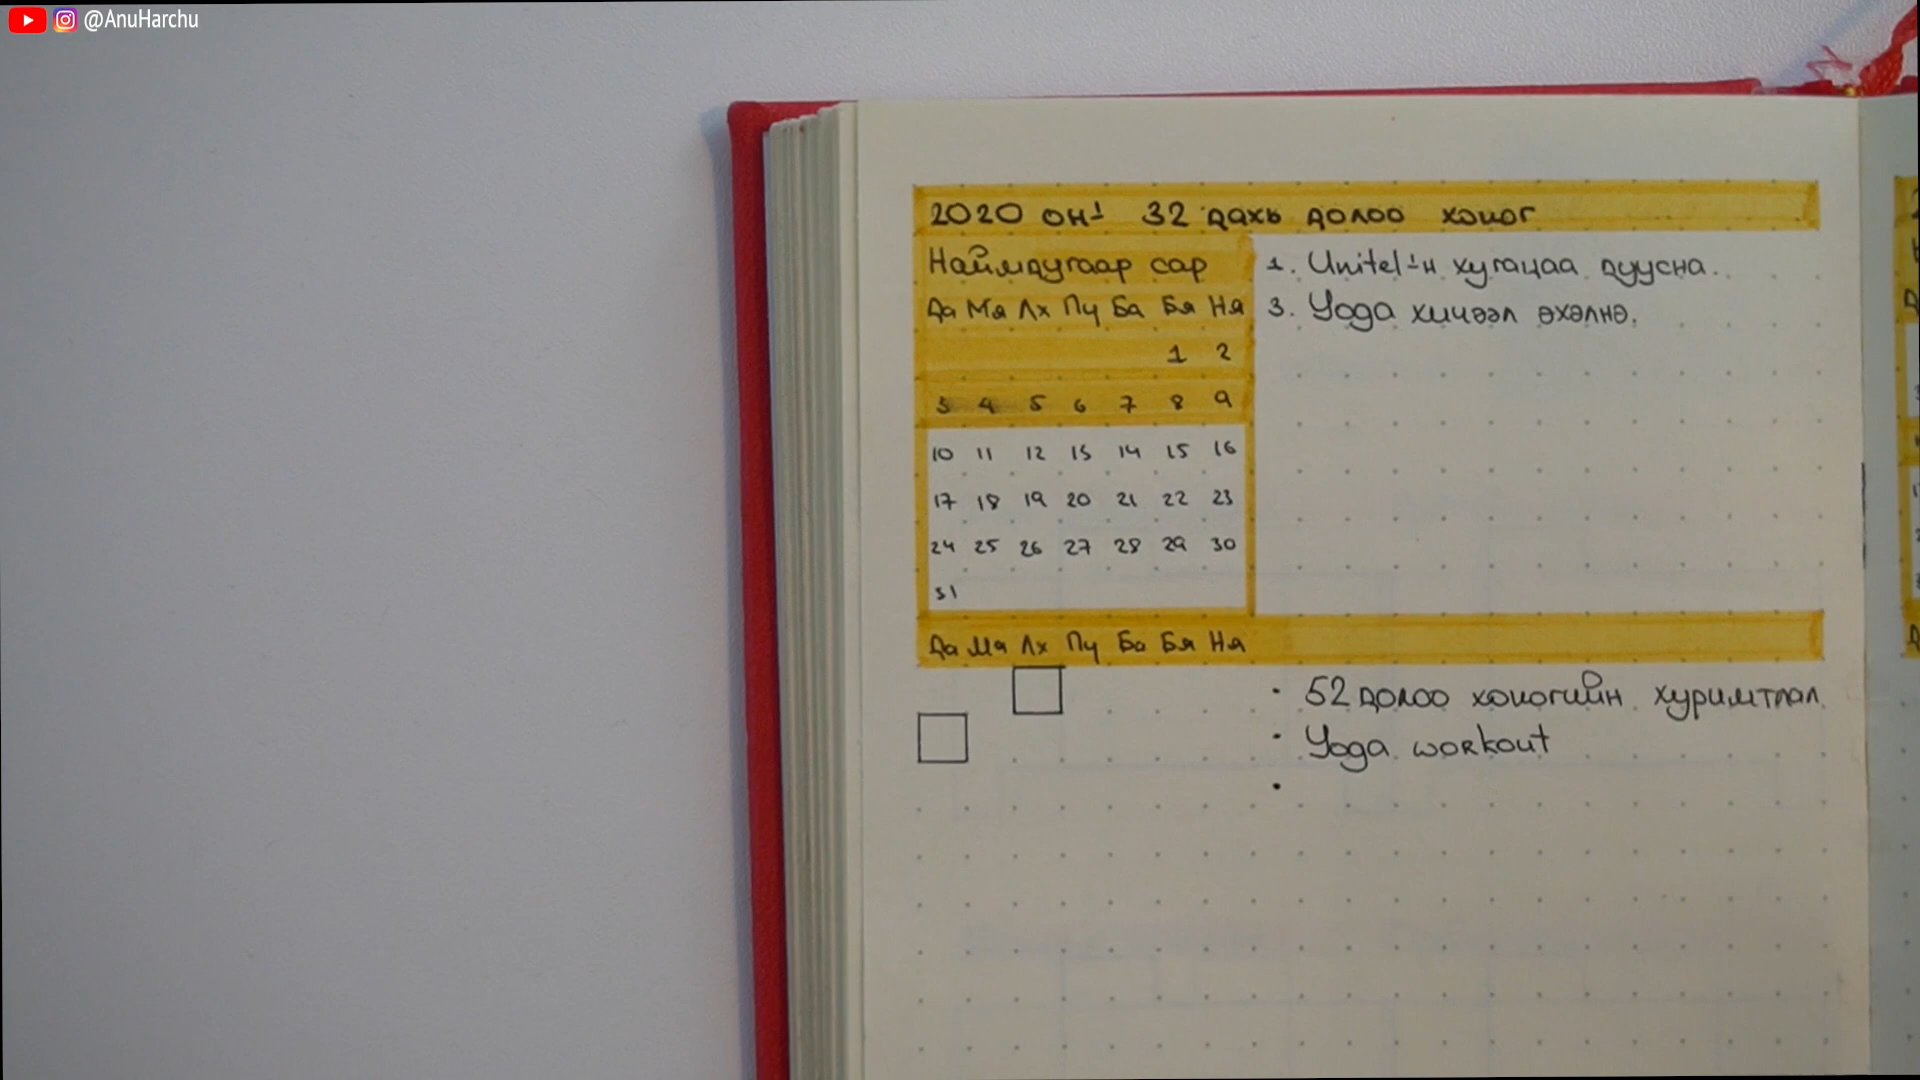 @AnuHarchu
2020 оны 32 дахь долоо хоног
Наймдугаар сар
Да Мя Лх Пү Ба Бя Ня
1 2
3 4 5 6 7 8 9
10 11 12 13 14 15 16
17 18 19 20 21 22 23
24 25 26 27 28 29 30
31
1. Unitel-ийн хугацаа дуусна.
3. Yoga хичээл эхэлнэ.
Да Мя Лх Пү Ба Бя Ня
• 52 долоо хоногийн хуримтлал
• Yoga workout
•